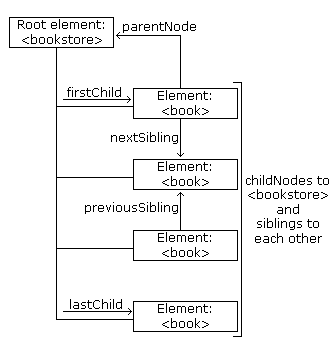 Root element:
<bookstore>
parentNode
firstChild
Element:
<book>
nextSibling
Element:
<book>
previousSibling
Element:
<book>
lastChild
Element:
<book>
childNodes to
<bookstore>
and
siblings to
each other